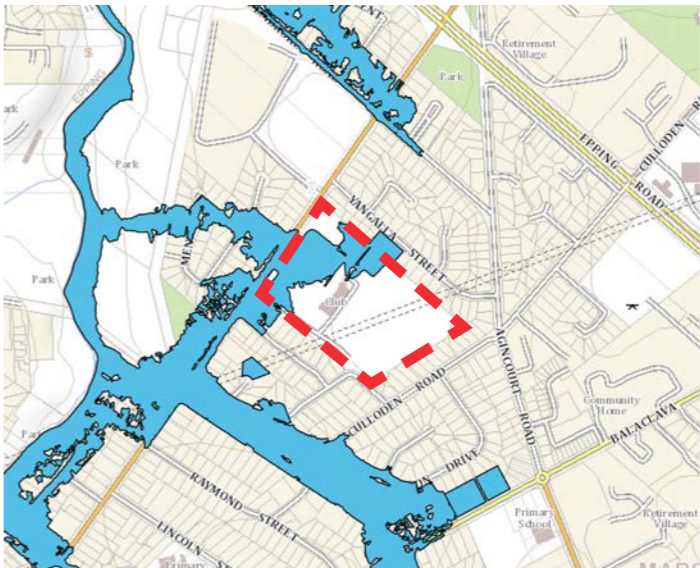 Retirement
Village
Park
EPPING
Park
EPPING ROAD
CULLODEN
YANGALLA STREET
Park
Club
AGINCOURT ROAD
CULLODEN ROAD
Community
Home
BALACLAVA
DRIVE
RAYMOND STREET
LINCOLN
Primary
School
Retirement
Village
Primary